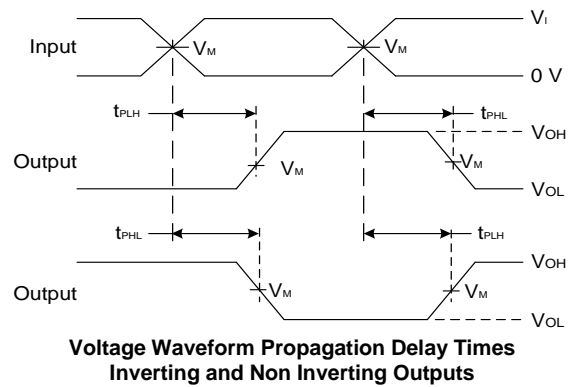 VI
Input VM VM
0 V
tPLH tPHL
VOH
Output VM VM
VOL
tPHL tPLH
VOH
Output VM VM
VOL
Voltage Waveform Propagation Delay Times
Inverting and Non Inverting Outputs